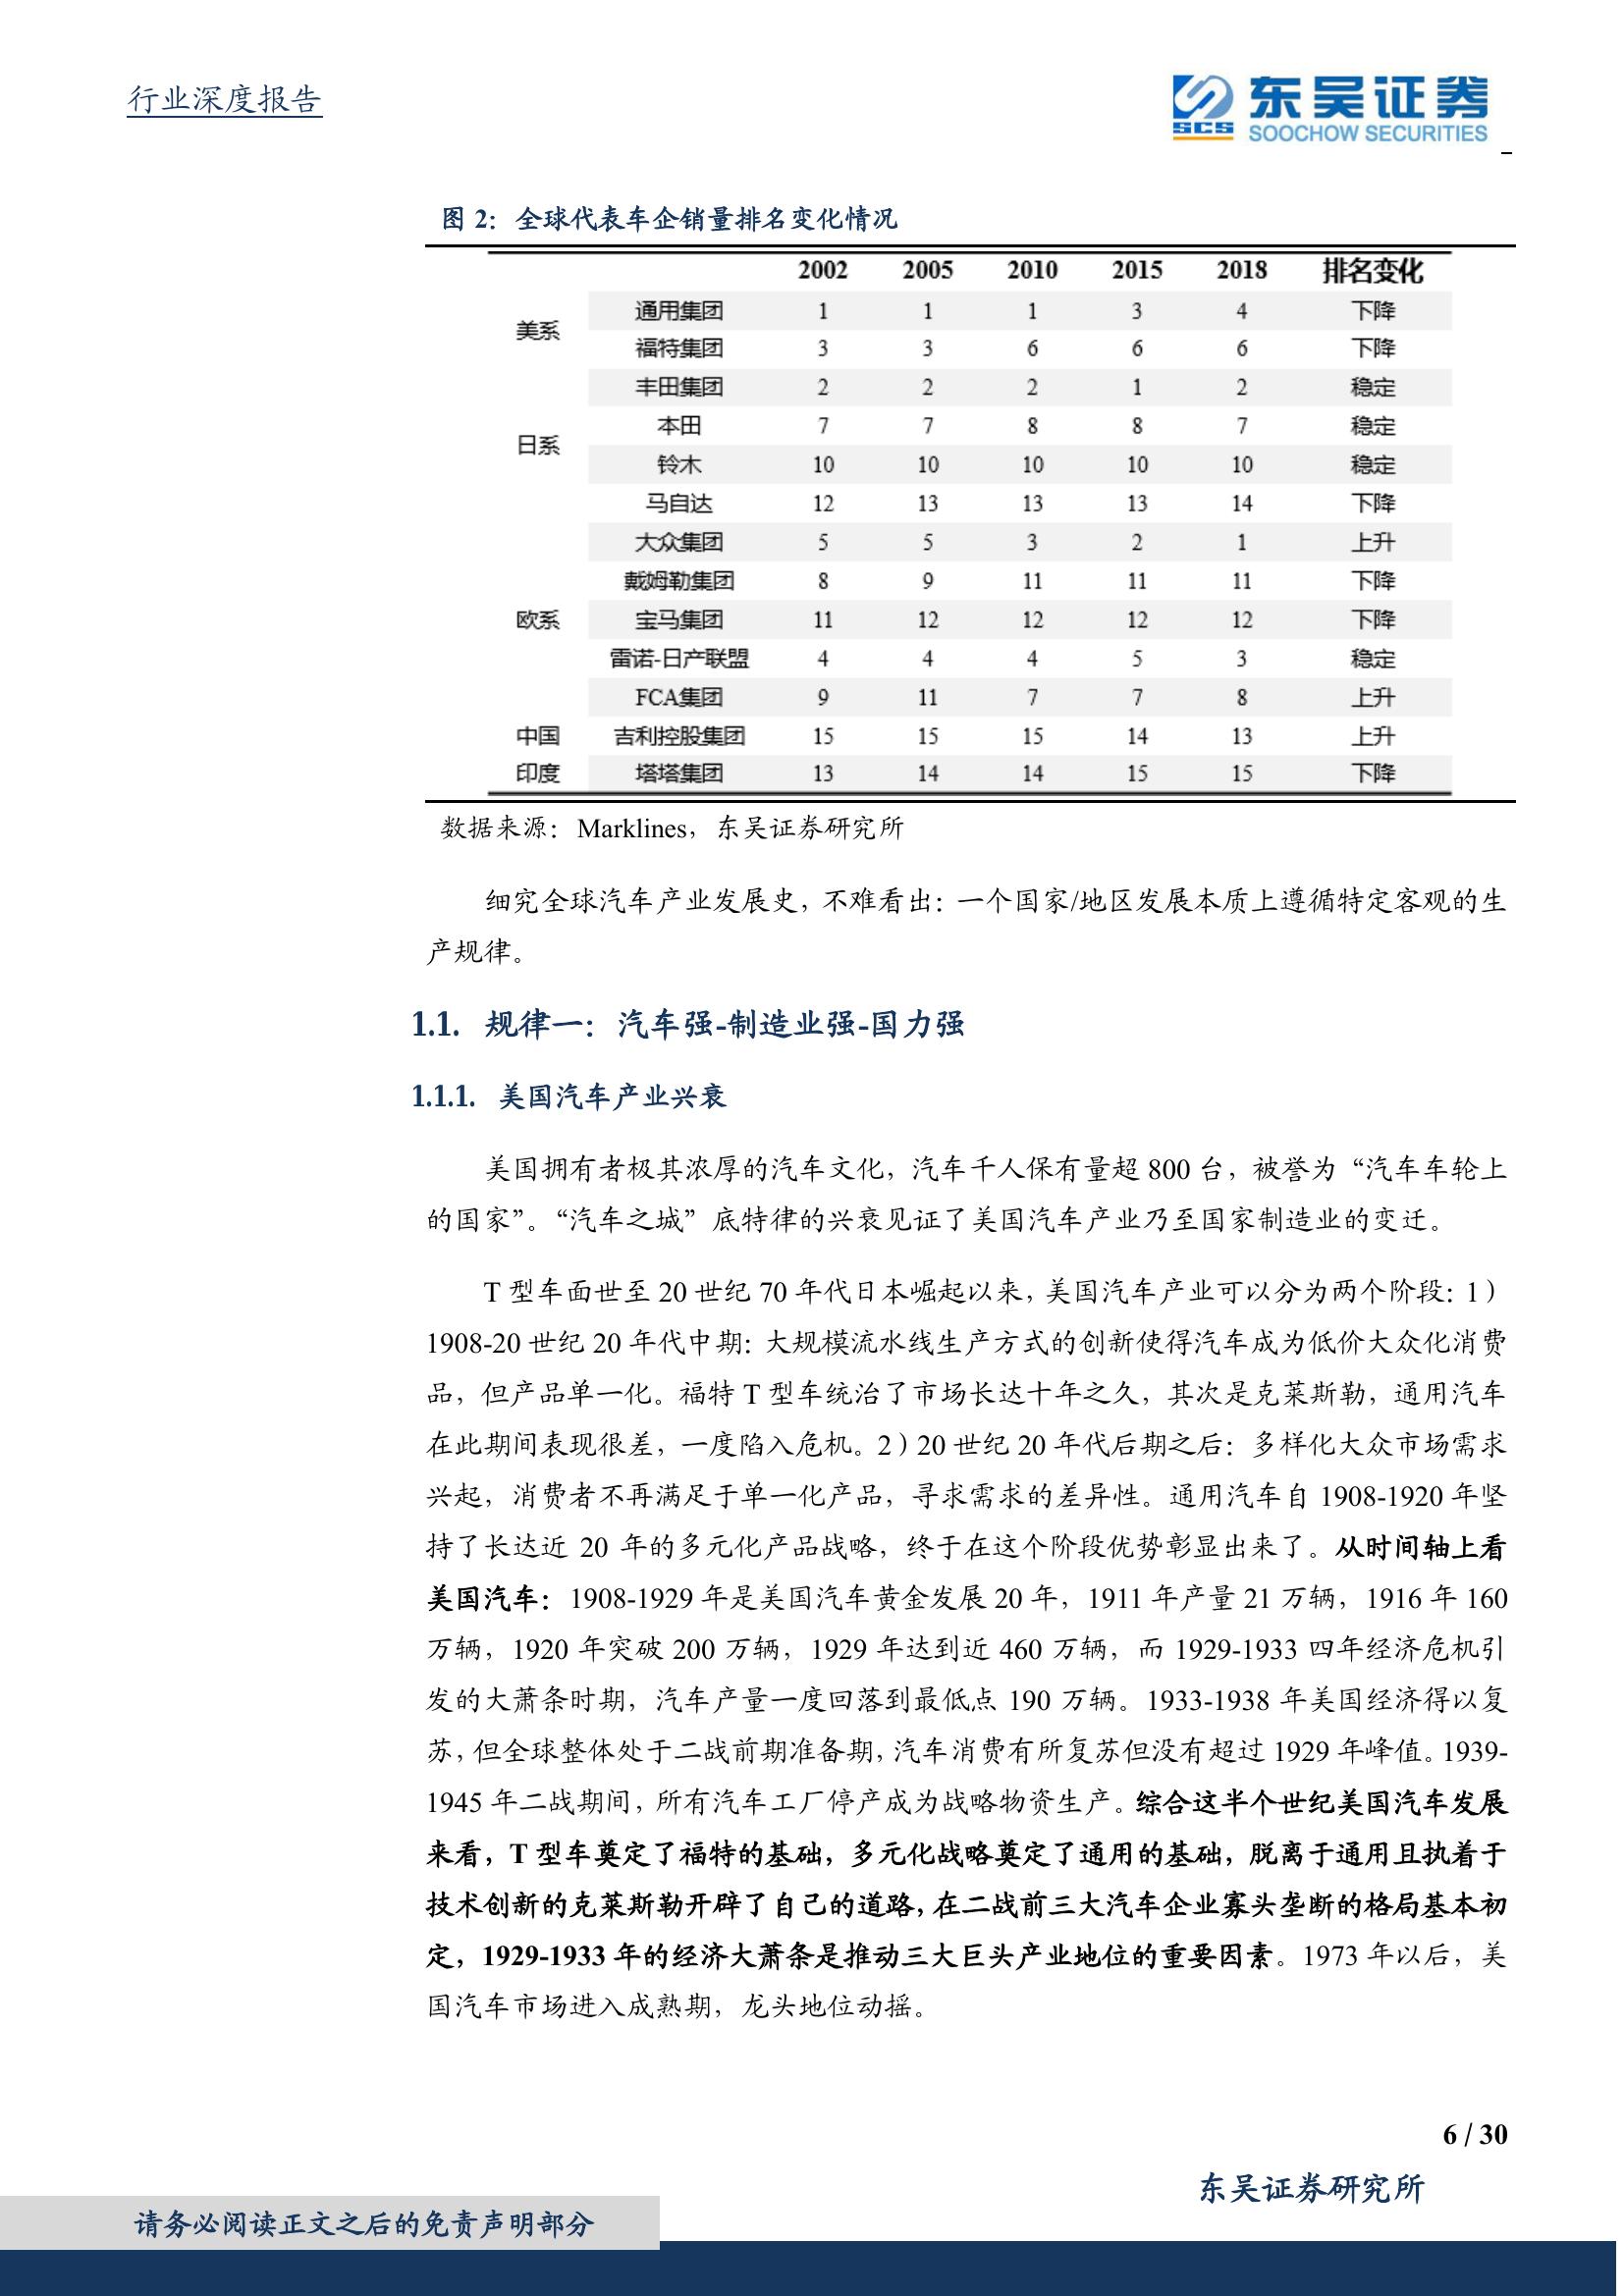 行业深度报告
SCS 东吴证券
SOOCHOW SECURITIES
图 2：全球代表车企销量排名变化情况
2002 2005 2010 2015 2018 排名变化
美系 通用集团 1 1 1 3 4 下降
福特集团 3 3 6 6 6 下降
日系 丰田集团 2 2 2 1 2 稳定
本田 7 7 8 8 7 稳定
铃木 10 10 10 10 10 稳定
马自达 12 13 13 13 14 下降
欧系 大众集团 5 5 3 2 1 上升
戴姆勒集团 8 9 11 11 11 下降
宝马集团 11 12 12 12 12 下降
雷诺-日产联盟 4 4 4 5 3 稳定
FCA集团 9 11 7 7 8 上升
中国 吉利控股集团 15 15 15 14 13 上升
印度 塔塔集团 13 14 14 15 15 下降
数据来源：Marklines，东吴证券研究所
细究全球汽车产业发展史，不难看出：一个国家/地区发展本质上遵循特定客观的生
产规律。
1.1. 规律一：汽车强-制造业强-国力强
1.1.1. 美国汽车产业兴衰
美国拥有者极其浓厚的汽车文化，汽车千人保有量超 800 台，被誉为“汽车车轮上
的国家”。“汽车之城”底特律的兴衰见证了美国汽车产业乃至国家制造业的变迁。
T 型车面世至 20 世纪 70 年代日本崛起以来，美国汽车产业可以分为两个阶段：1）
1908-20 世纪 20 年代中期：大规模流水线生产方式的创新使得汽车成为低价大众化消费
品，但产品单一化。福特 T 型车统治了市场长达十年之久，其次是克莱斯勒，通用汽车
在此期间表现很差，一度陷入危机。2）20 世纪 20 年代后期之后：多样化大众市场需求
兴起，消费者不再满足于单一化产品，寻求需求的差异性。通用汽车自 1908-1920 年坚
持了长达近 20 年的多元化产品战略，终于在这个阶段优势彰显出来了。从时间轴上看
美国汽车：1908-1929 年是美国汽车黄金发展 20 年，1911 年产量 21 万辆，1916 年 160
万辆，1920 年突破 200 万辆，1929 年达到近 460 万辆，而 1929-1933 四年经济危机引
发的大萧条时期，汽车产量一度回落到最低点 190 万辆。1933-1938 年美国经济得以复
苏，但全球整体处于二战前期准备期，汽车消费有所复苏但没有超过 1929 年峰值。1939-
1945 年二战期间，所有汽车工厂停产成为战略物资生产。综合这半个世纪美国汽车发展
来看，T 型车奠定了福特的基础，多元化战略奠定了通用的基础，脱离于通用且执着于
技术创新的克莱斯勒开辟了自己的道路，在二战前三大汽车企业寡头垄断的格局基本初
定，1929-1933 年的经济大萧条是推动三大巨头产业地位的重要因素。1973 年以后，美
国汽车市场进入成熟期，龙头地位动摇。
6 / 30
东吴证券研究所
请务必阅读正文之后的免责声明部分